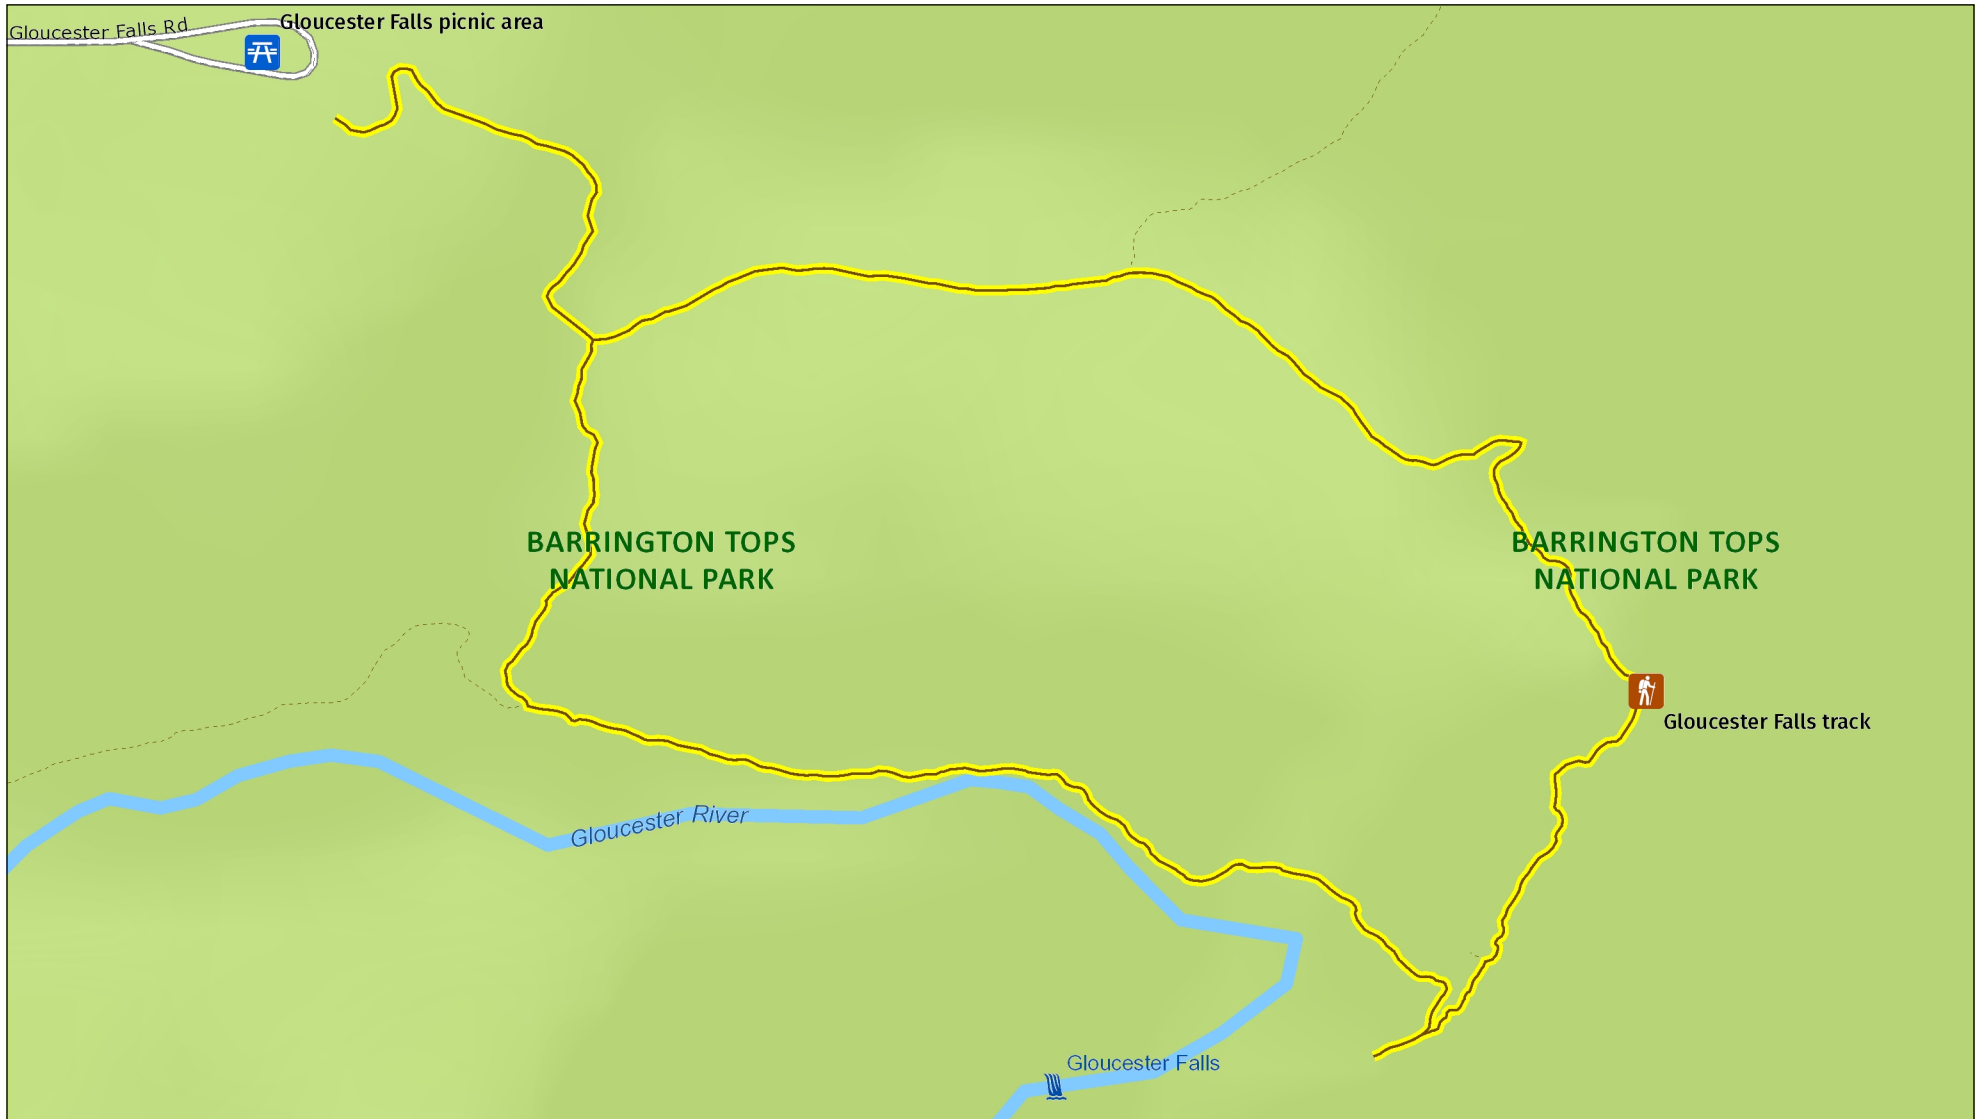 Gloucester Falls picnic area
Gloucester Falls Rd
BARRINGTON TOPS
NATIONAL PARK
BARRINGTON TOPS
NATIONAL PARK
Gloucester Falls track
Gloucester River
Gloucester Falls